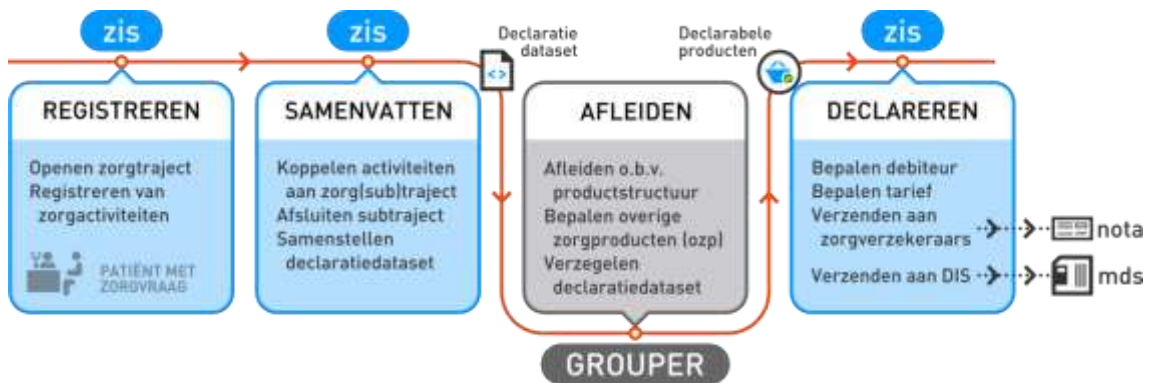 zis
REGISTREREN
Openen zorgtraject
Registreren van
zorgactiviteiten
PATIËNT MET
ZORGVRAAG
zis
SAMENVATTEN
Koppelen activiteiten
aan zorg(sub)traject
Afsluiten subtraject
Samenstellen
declaratiedataset
Declaratie
dataset
<>
AFLEIDEN
Afleiden o.b.v.
productstructuur
Bepalen overige
zorgproducten (ozp)
Verzegelen
declaratiedataset
GROUPER
Declarabele
producten
zis
DECLAREREN
Bepalen debiteur
Bepalen tarief
Verzenden aan
zorgverzekeraars
nota
Verzenden aan DIS
mds